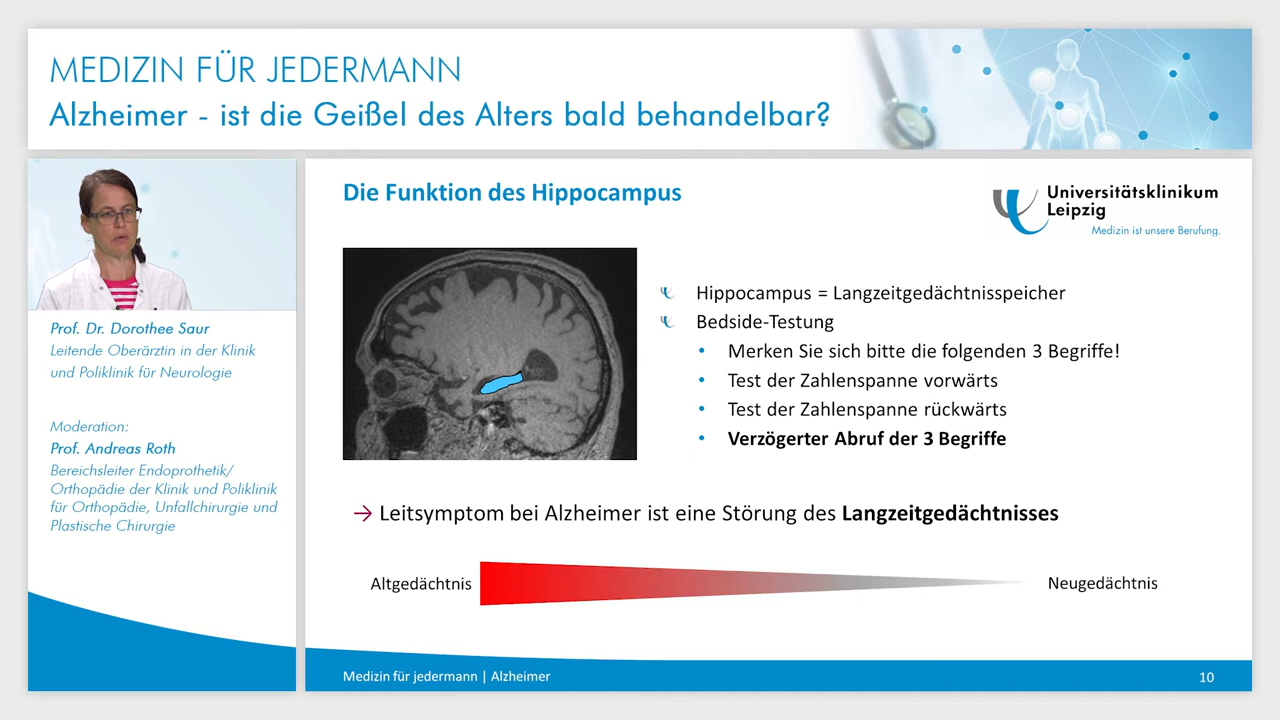 MEDIZIN FÜR JEDERMANN
Alzheimer - ist die Geißel des Alters bald behandelbar?
Prof. Dr. Dorothee Saur
Leitende Oberärztin in der Klinik
und Poliklinik für Neurologie
Moderation:
Prof. Andreas Roth
Bereichsleiter Endoprothetik/
Orthopädie der Klinik und Poliklinik
für Orthopädie, Unfallchirurgie und
Plastische Chirurgie
Die Funktion des Hippocampus
Universitätsklinikum
Leipzig
Medizin ist unsere Berufung.
Hippocampus = Langzeitgedächtnisspeicher
Bedside-Testung
• Merken Sie sich bitte die folgenden 3 Begriffe!
• Test der Zahlenspanne vorwärts
• Test der Zahlenspanne rückwärts
• Verzögerter Abruf der 3 Begriffe
→ Leitsymptom bei Alzheimer ist eine Störung des Langzeitgedächtnisses
Altgedächtnis
Neugedächtnis
Medizin für jedermann | Alzheimer
10